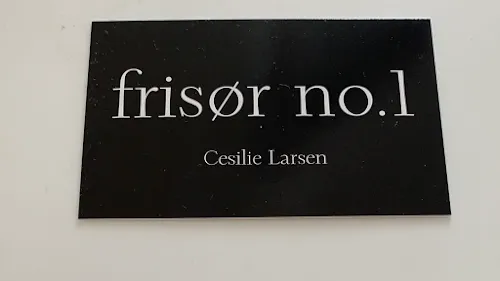 frisør no.1
Cesilie Larsen